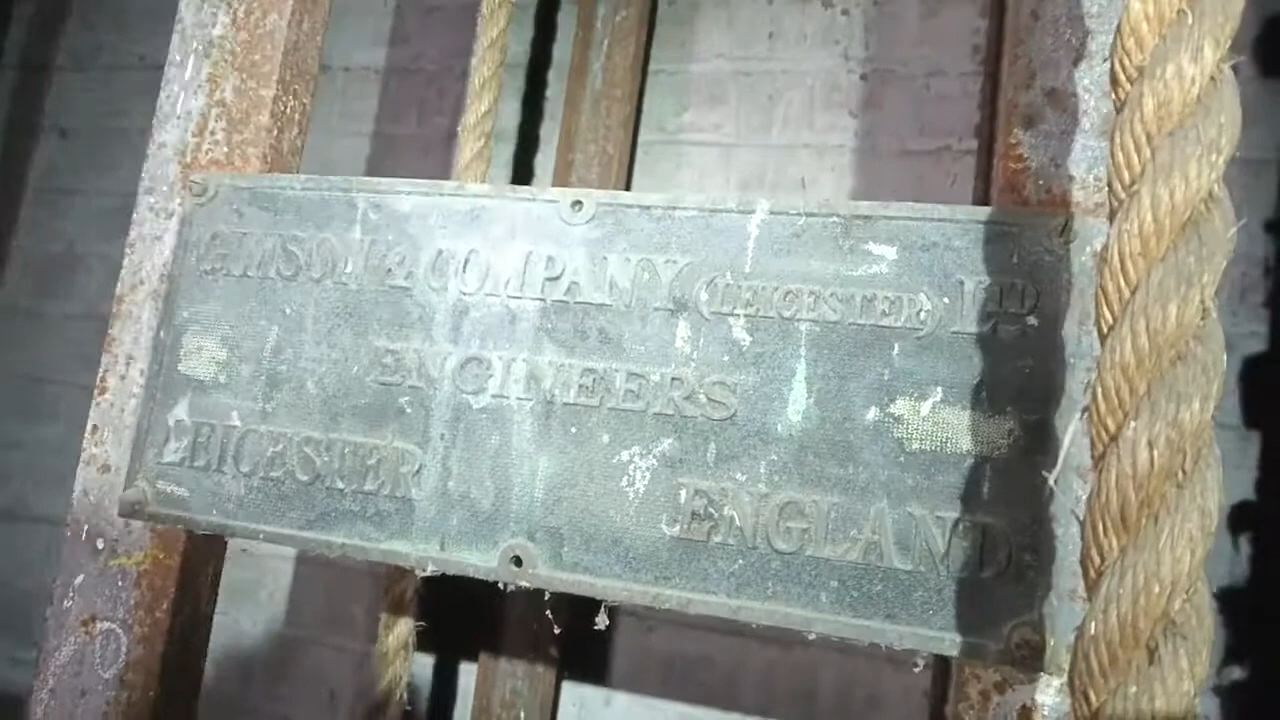 GIMSON & COMPANY (LEICESTER) LTD
ENGINEERS
LEICESTER ENGLAND